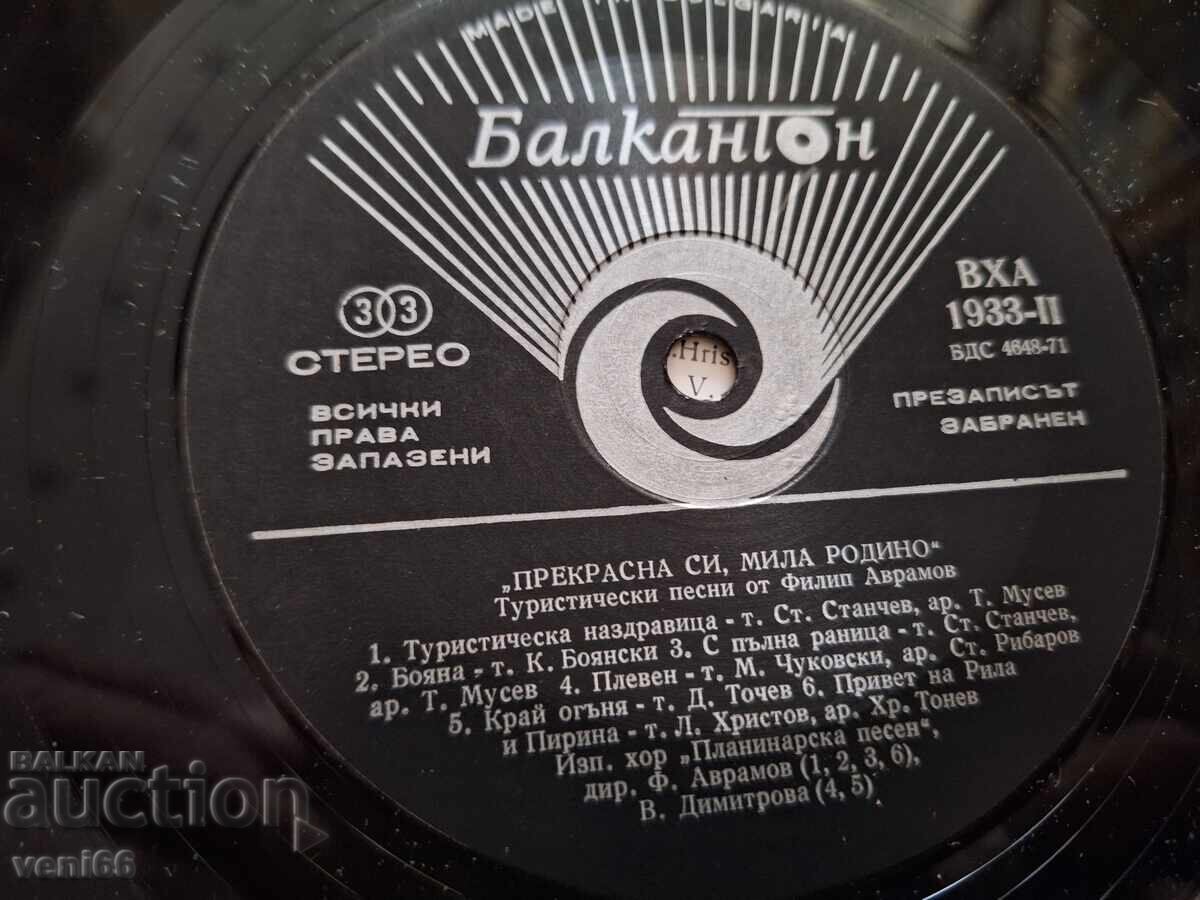 MADE IN BULGARIA
Балкантон
33
СТЕРЕО
ВСИЧКИ
ПРАВА
ЗАПАЗЕНИ
ВХА
1933-II
БДС 4648-71
ПРЕЗАПИСЪТ
ЗАБРАНЕН
.Hris
V.
„ПРЕКРАСНА СИ, МИЛА РОДИНО“
Туристически песни от Филип Аврамов
1. Туристическа наздравица - т. Ст. Станчев, ар. Т. Мусев
2. Бояна - т. К. Боянски 3. С пълна раница - т. Ст. Станчев,
ар. Т. Мусев 4. Плевен - т. М. Чуковски, ар. Ст. Рибаров
5. Край огъня - т. Д. Точев 6. Привет на Рила
и Пирина - т. Л. Христов, ар. Хр. Тонев
Изп. хор „Планинарска песен“,
дир. Ф. Аврамов (1, 2, 3, 6),
В. Димитрова (4, 5)
BALKAN
auction
veni66